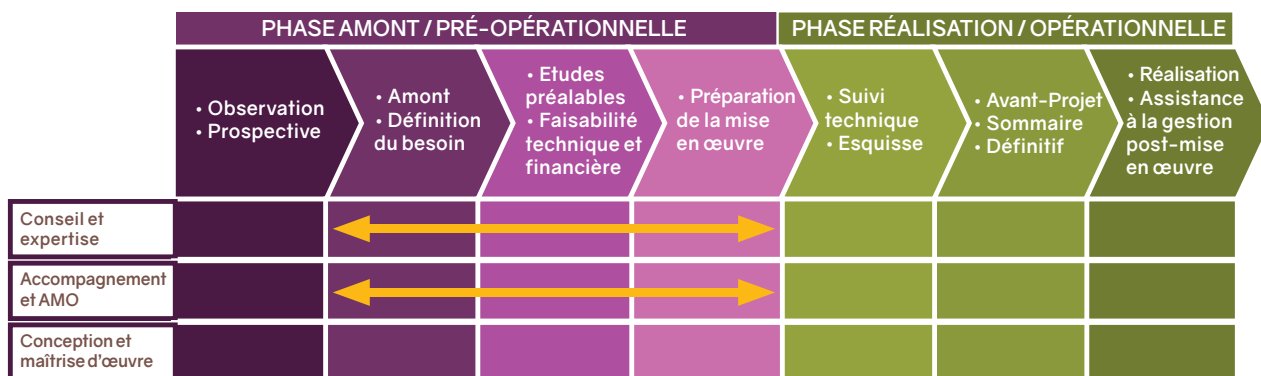 PHASE AMONT / PRÉ-OPÉRATIONNELLE
PHASE RÉALISATION / OPÉRATIONNELLE
• Observation
• Prospective
• Amont
• Définition
du besoin
• Etudes
préalables
• Faisabilité
technique et
financière
• Préparation
de la mise
en œuvre
• Suivi
technique
• Esquisse
• Avant-Projet
• Sommaire
• Définitif
• Réalisation
• Assistance
à la gestion
post-mise
en œuvre
Conseil et
expertise
Accompagnement
et AMO
Conception et
maîtrise d’œuvre